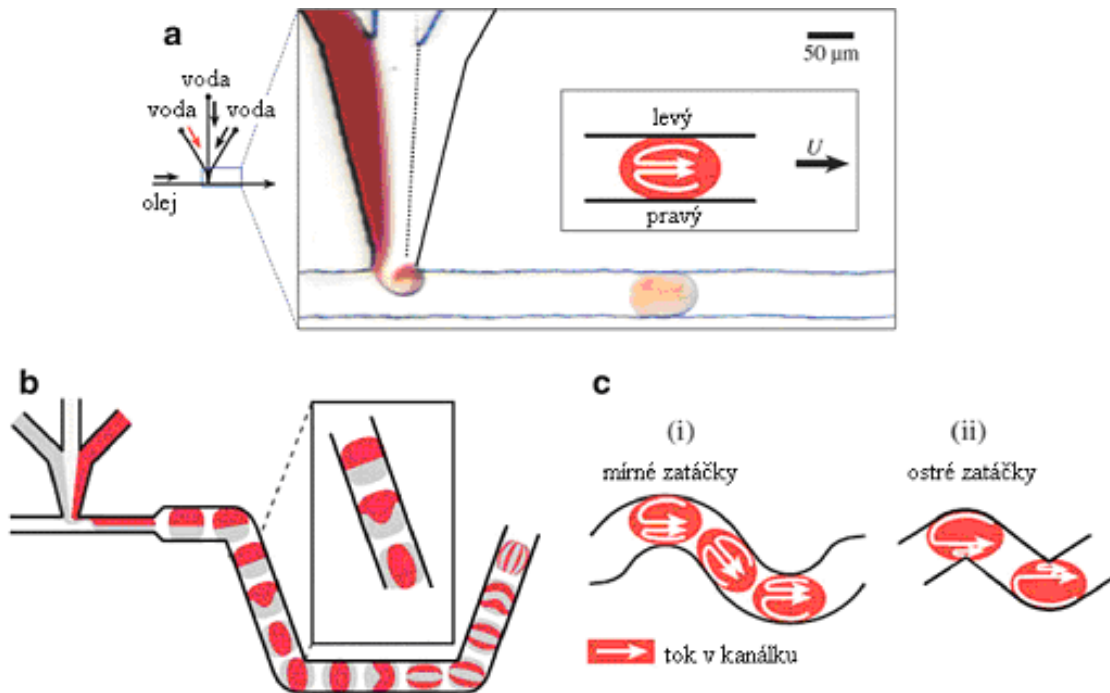 a
voda
voda
voda
olej
50 µm
levý
U
pravý
b
c
(i)
(ii)
mírné zatáčky
ostré zatáčky
tok v kanálku